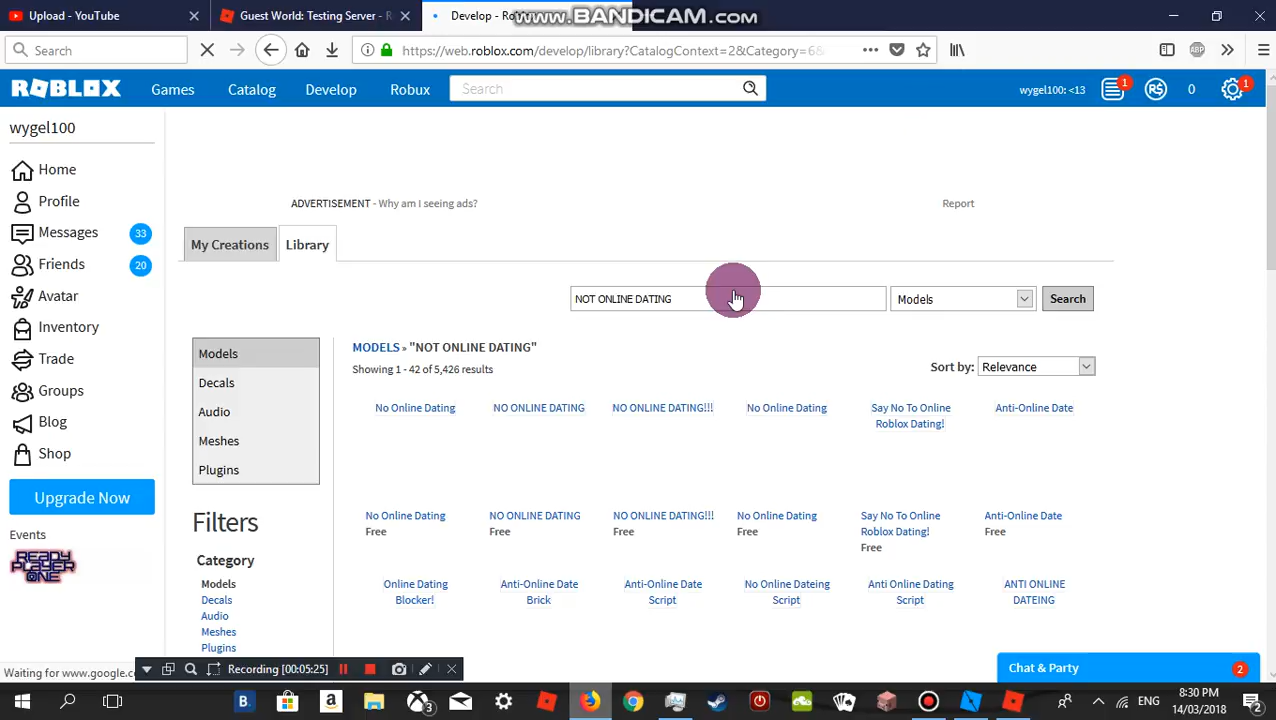 Upload - YouTube
Guest World: Testing Server - R
Develop - Ro
www.BANDICAM.com
Search
https://web.roblox.com/develop/library?CatalogContext=2&Category=6&
ABP
ROBLOX
Games
Catalog
Develop
Robux
Search
wygel100: <13
1
R$
0
1
wygel100
Home
Profile
Messages
33
Friends
20
Avatar
Inventory
Trade
Groups
Blog
Shop
Upgrade Now
Events
READY PLAYER ONE
ADVERTISEMENT - Why am I seeing ads?
Report
My Creations
Library
NOT ONLINE DATING
Models
Search
Models
Decals
Audio
Meshes
Plugins
Filters
Category
Models
Decals
Audio
Meshes
Plugins
MODELS » "NOT ONLINE DATING"
Showing 1 - 42 of 5,426 results
Sort by:
Relevance
No Online Dating
NO ONLINE DATING
NO ONLINE DATING!!!
No Online Dating
Say No To Online
Roblox Dating!
Anti-Online Date
No Online Dating
Free
NO ONLINE DATING
Free
NO ONLINE DATING!!!
Free
No Online Dating
Free
Say No To Online
Roblox Dating!
Free
Anti-Online Date
Free
Online Dating
Blocker!
Anti-Online Date
Brick
Anti-Online Date
Script
No Online Dateing
Script
Anti Online Dating
Script
ANTI ONLINE
DATEING
Waiting for www.google.c
Recording [00:05:25]
Chat & Party
2
B.
a
3
ENG
8:30 PM
14/03/2018
2